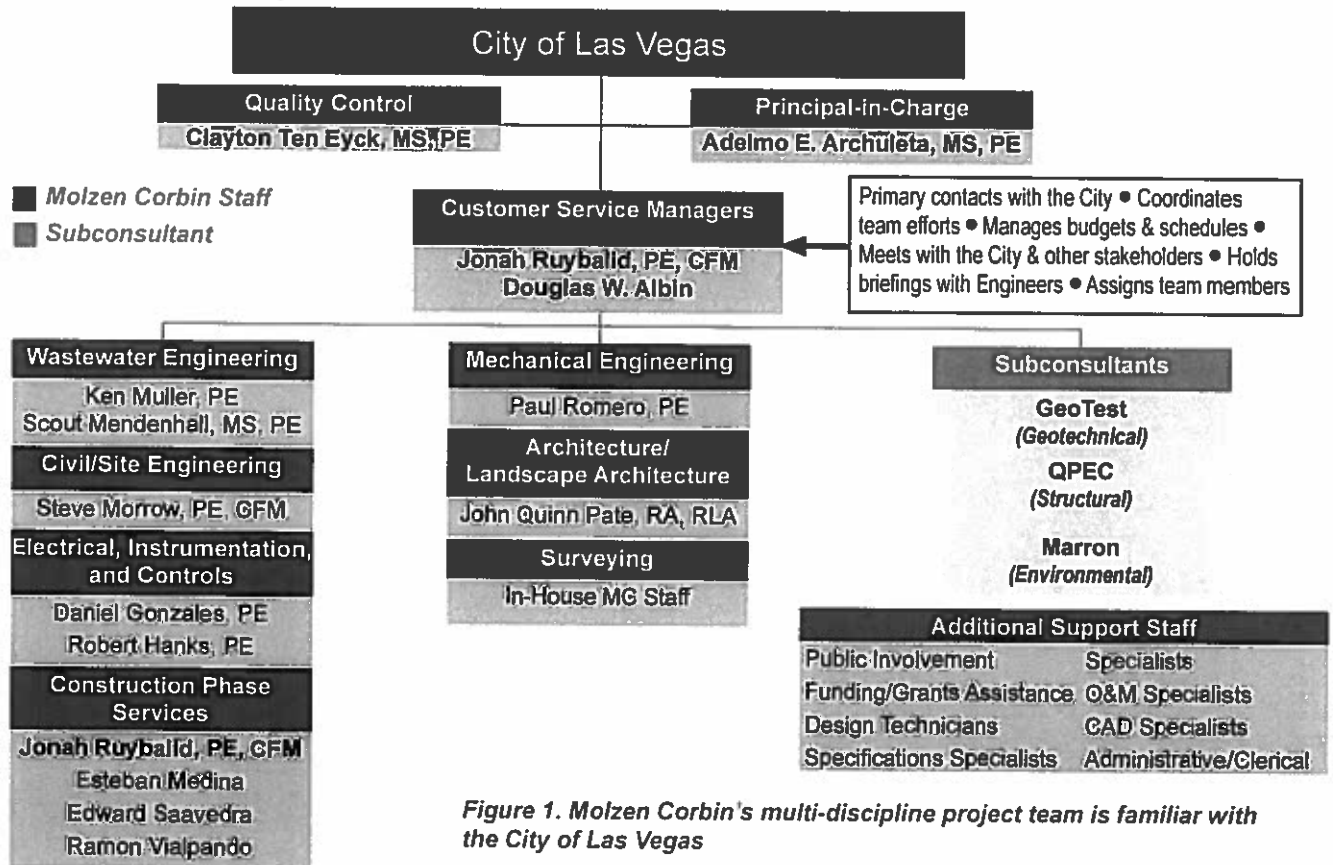 City of Las Vegas
Quality Control
Clayton Ten Eyck, MS, PE
Principal-in-Charge
Adelmo E. Archuleta, MS, PE
Molzen Corbin Staff
Subconsultant
Customer Service Managers
Jonah Ruybalid, PE, CFM
Douglas W. Albin
Primary contacts with the City ● Coordinates
team efforts ● Manages budgets & schedules ●
Meets with the City & other stakeholders ● Holds
briefings with Engineers ● Assigns team members
Wastewater Engineering
Ken Muller, PE
Scout Mendenhall, MS, PE
Civil/Site Engineering
Steve Morrow, PE, CFM
Electrical, Instrumentation,
and Controls
Daniel Gonzales, PE
Robert Hanks, PE
Construction Phase
Services
Jonah Ruybalid, PE, CFM
Esteban Medina
Edward Saavedra
Ramon Vialpando
Mechanical Engineering
Paul Romero, PE
Architecture/
Landscape Architecture
John Quinn Pate, RA, RLA
Surveying
In-House MC Staff
Subconsultants
GeoTest
(Geotechnical)
QPEC
(Structural)
Marron
(Environmental)
Additional Support Staff
Public Involvement Specialists
Funding/Grants Assistance O&M Specialists
Design Technicians CAD Specialists
Specifications Specialists Administrative/Clerical
Figure 1. Molzen Corbin's multi-discipline project team is familiar with
the City of Las Vegas